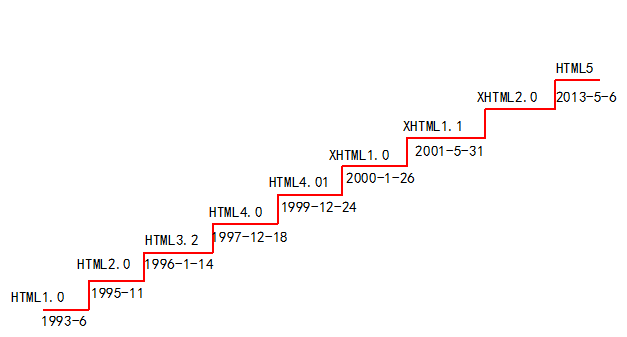 HTML5
2013-5-6
XHTML2.0
XHTML1.1
2001-5-31
XHTML1.0
2000-1-26
HTML4.01
1999-12-24
HTML4.0
1997-12-18
HTML3.2
1996-1-14
HTML2.0
1995-11
HTML1.0
1993-6